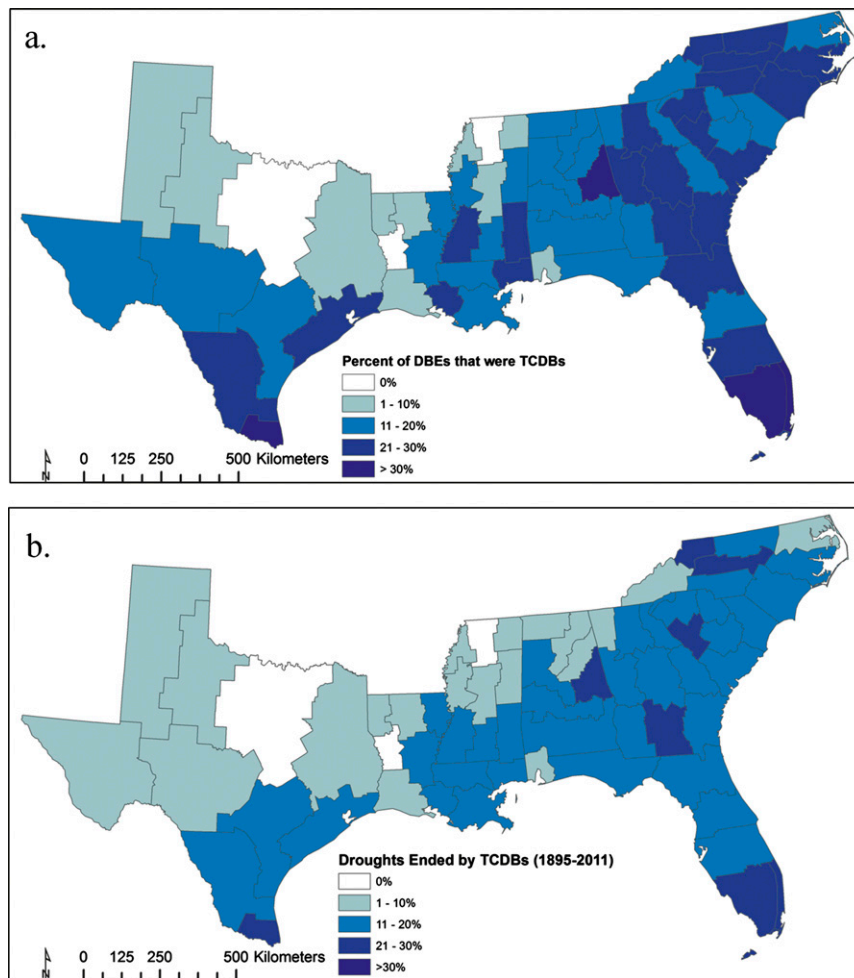 a.
Percent of DBEs that were TCDBs
0%
1 - 10%
11 - 20%
21 - 30%
> 30%
N
0 125 250 500 Kilometers
b.
Droughts Ended by TCDBs (1895-2011)
0%
1 - 10%
11 - 20%
21 - 30%
>30%
N
0 125 250 500 Kilometers